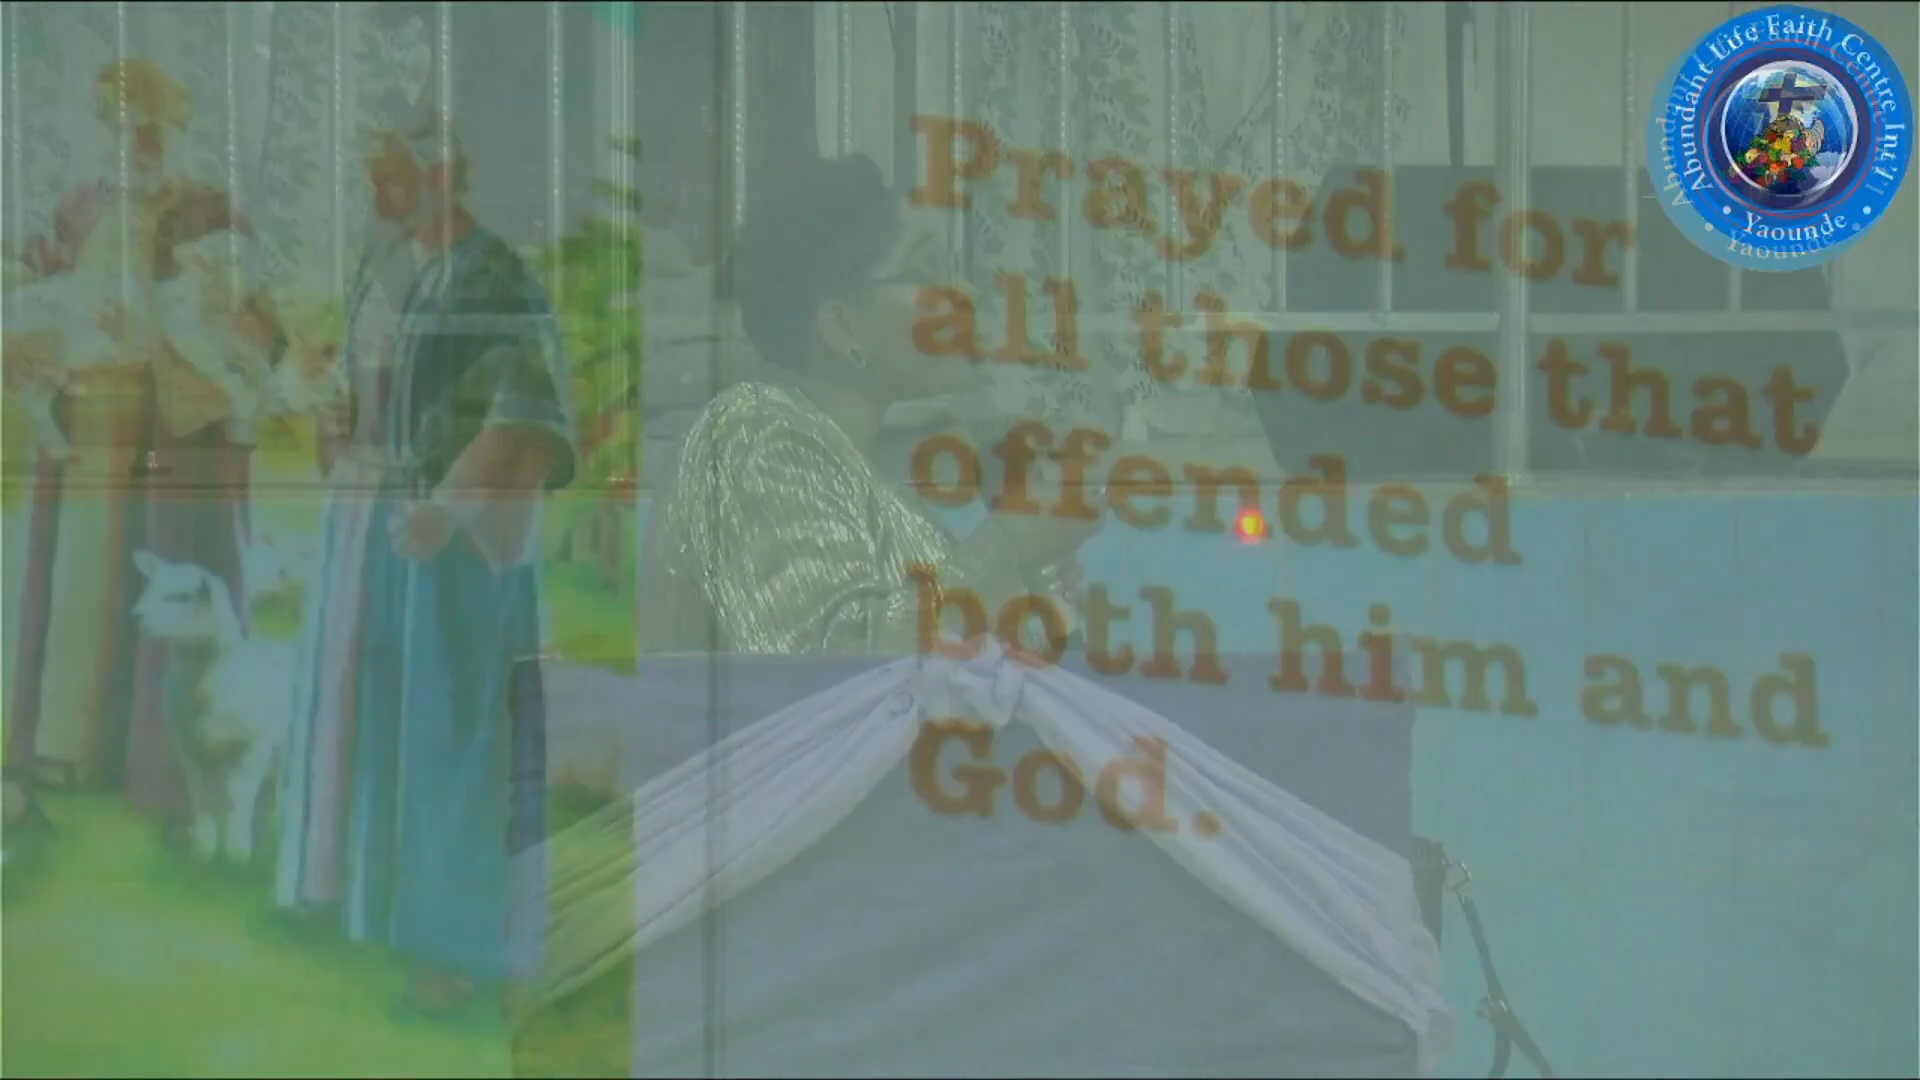 Prayed for
all those that
offended
both him and
God.
Abundant Life Faith Centre Int'l
• Yaounde •